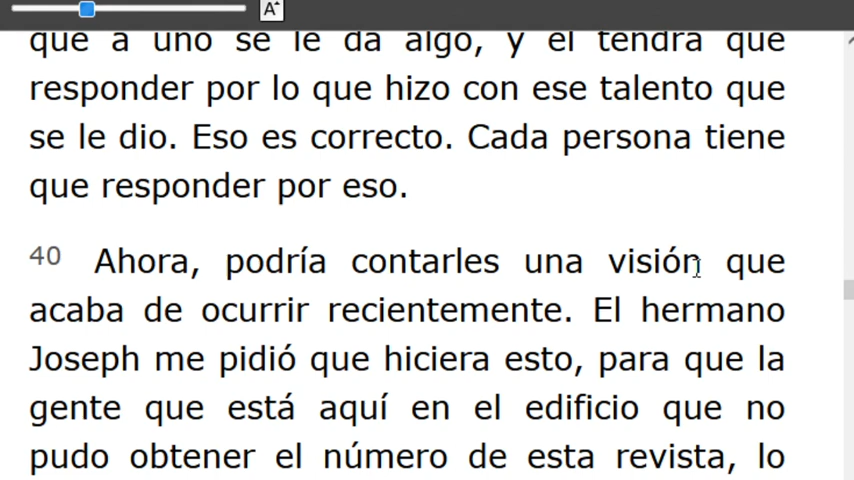 A
que a uno se le da algo, y él tendrá que
responder por lo que hizo con ese talento que
se le dio. Eso es correcto. Cada persona tiene
que responder por eso.
40 Ahora, podría contarles una visión que
acaba de ocurrir recientemente. El hermano
Joseph me pidió que hiciera esto, para que la
gente que está aquí en el edificio que no
pudo obtener el número de esta revista, lo